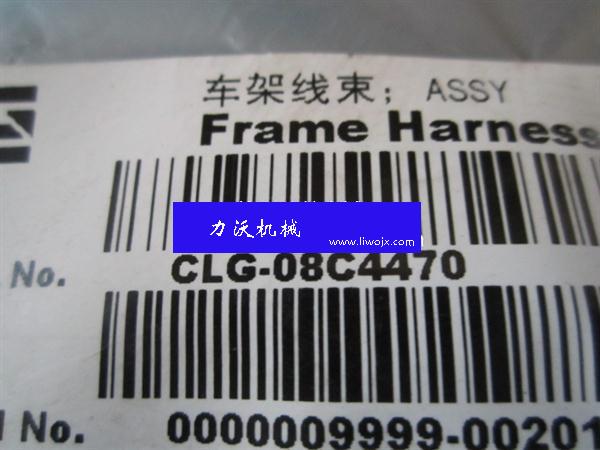 车架线束; ASSY
Frame Harness
力沃机械
www.liwojx.com
No. CLG-08C4470
No. 0000009999-00201